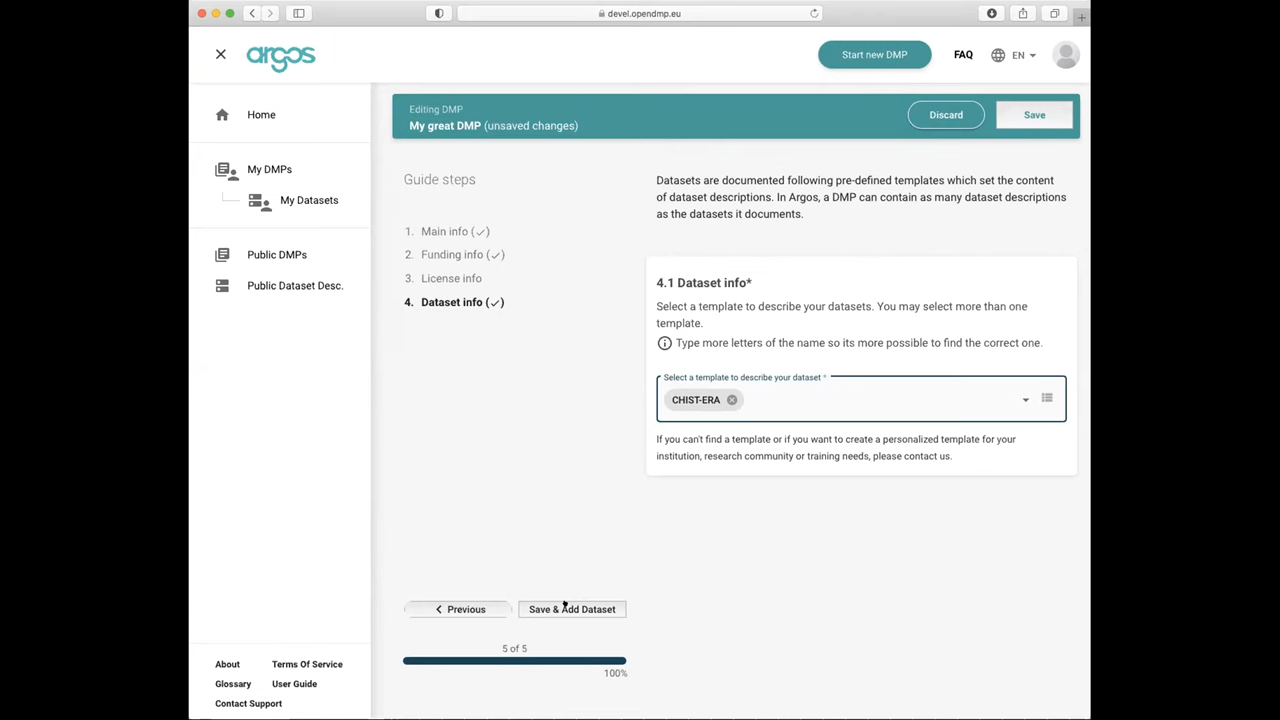 devel.opendmp.eu
argos
Start new DMP
FAQ
EN
Home
My DMPs
My Datasets
Public DMPs
Public Dataset Desc.
About
Terms Of Service
Glossary
User Guide
Contact Support
Editing DMP
My great DMP (unsaved changes)
Discard
Save
Guide steps
1. Main info (✓)
2. Funding info (✓)
3. License info
4. Dataset info (✓)
Previous
Save & Add Dataset
5 of 5
100%
Datasets are documented following pre-defined templates which set the content
of dataset descriptions. In Argos, a DMP can contain as many dataset descriptions
as the datasets it documents.
4.1 Dataset info*
Select a template to describe your datasets. You may select more than one
template.
Type more letters of the name so its more possible to find the correct one.
Select a template to describe your dataset *
CHIST-ERA
If you can't find a template or if you want to create a personalized template for your
institution, research community or training needs, please contact us.